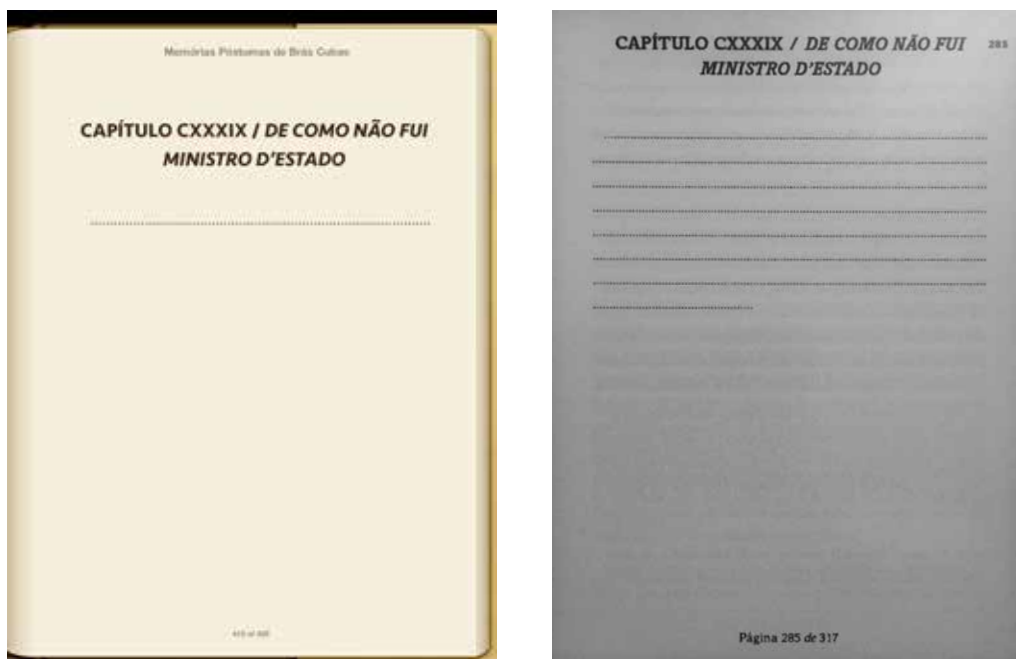 Memórias Póstumas de Brás Cubas
CAPÍTULO CXXXIX / DE COMO NÃO FUI
MINISTRO D’ESTADO
................................................................................
CAPÍTULO CXXXIX / DE COMO NÃO FUI 285
MINISTRO D’ESTADO
................................................................................
................................................................................
................................................................................
................................................................................
................................................................................
................................................................................
................................................................................
................................
Página 285 de 317